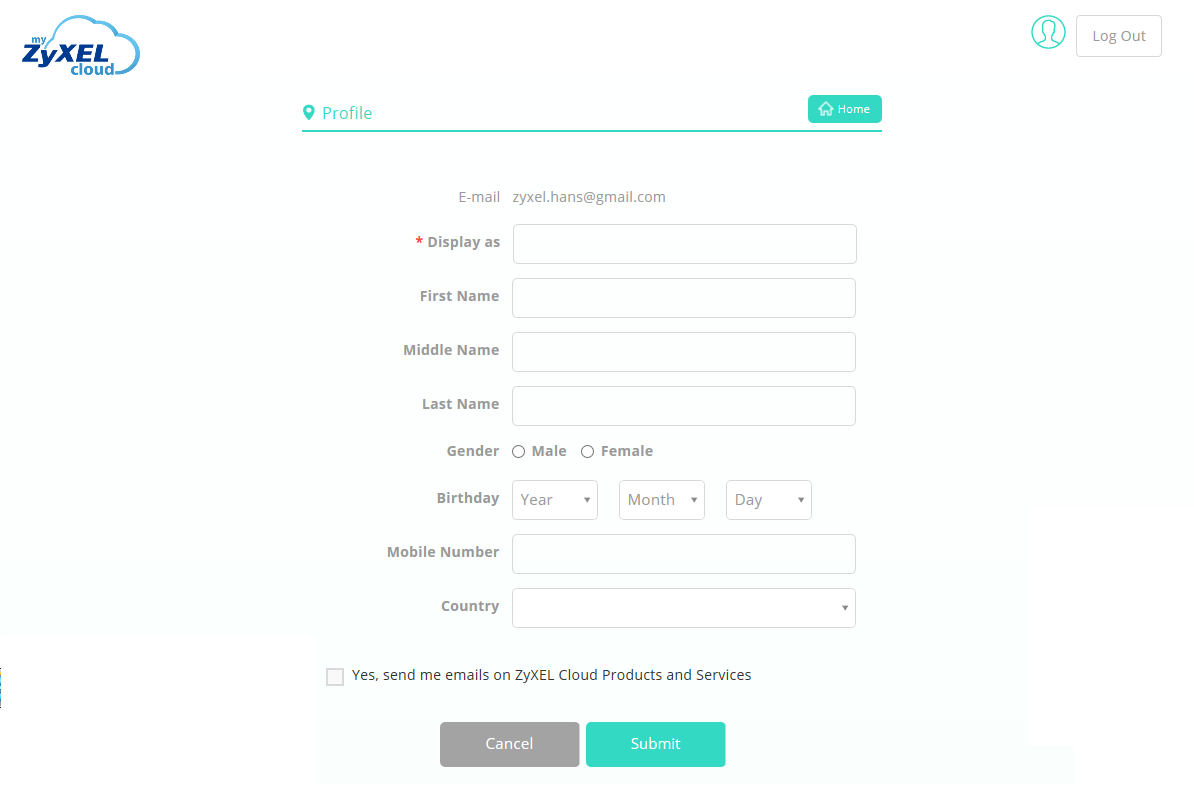 my
ZyXEL
cloud
Log Out
Profile
Home
E-mail zyxel.hans@gmail.com
* Display as
First Name
Middle Name
Last Name
Gender Male Female
Birthday Year Month Day
Mobile Number
Country
Yes, send me emails on ZyXEL Cloud Products and Services
Cancel Submit